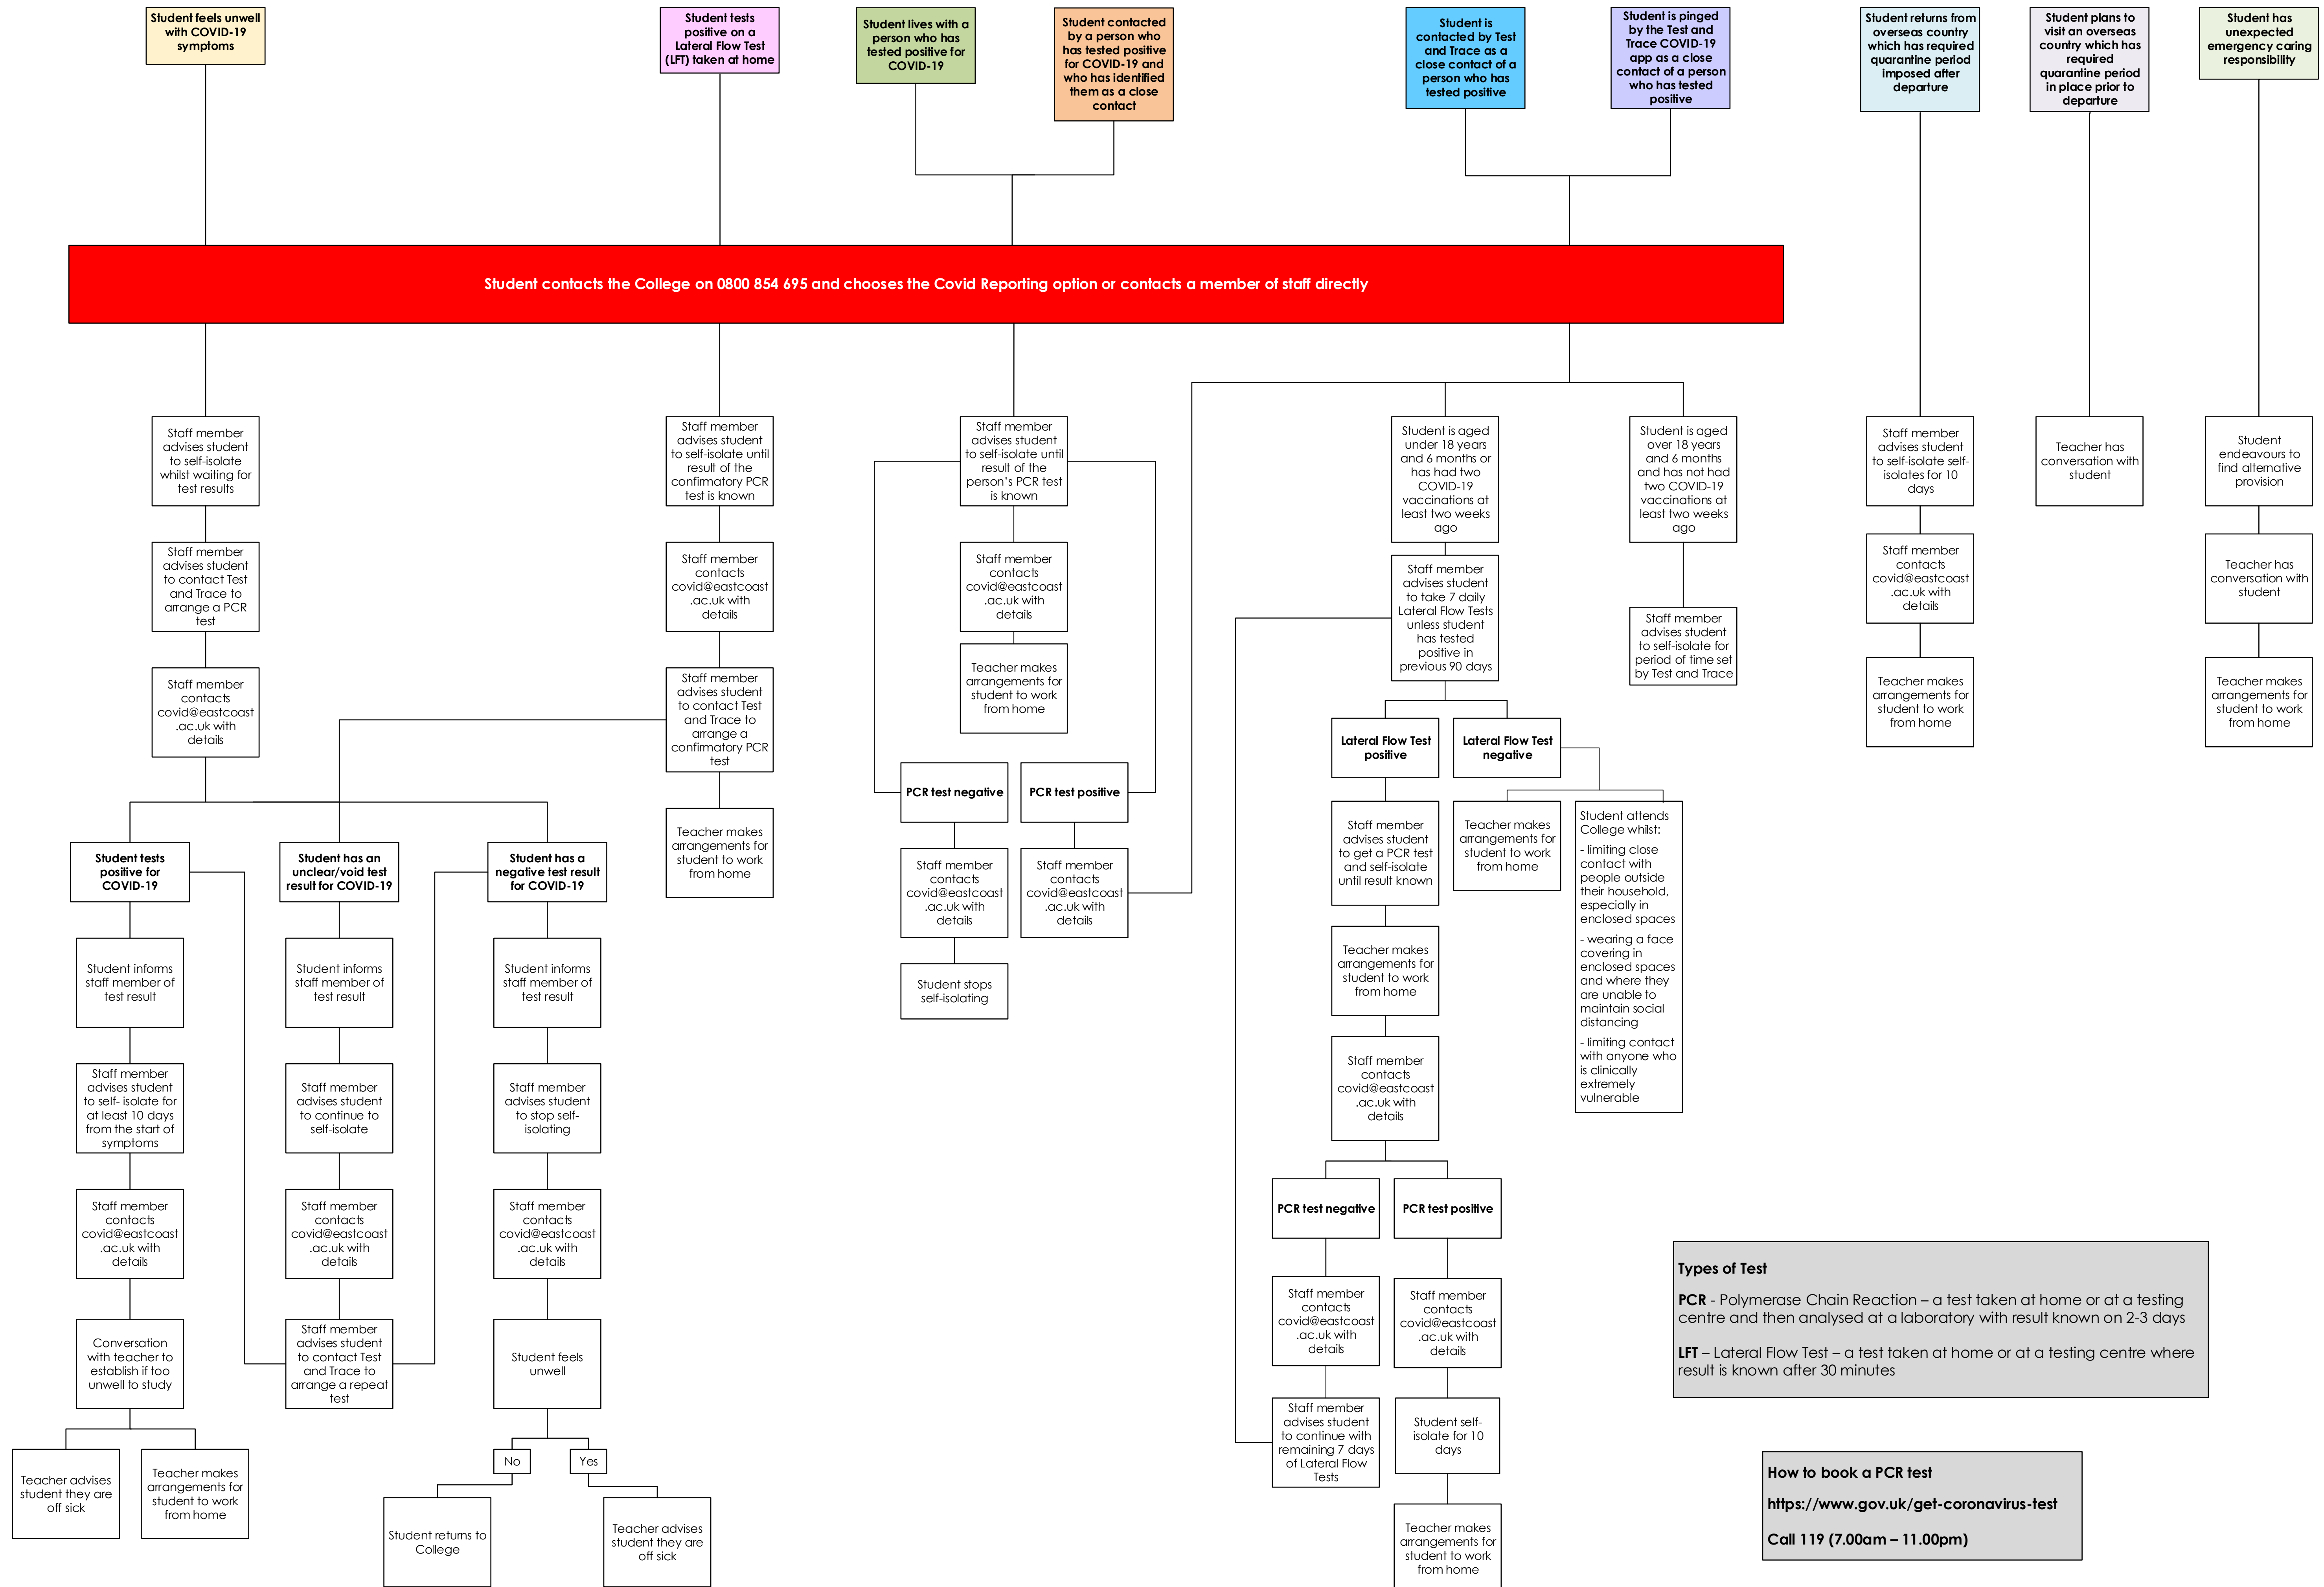 Student feels unwell
with COVID-19
symptoms
Student tests
positive on a
Lateral Flow Test
(LFT) taken at home
Student lives with a
person who has
tested positive for
COVID-19
Student contacted
by a person who
has tested positive
for COVID-19 and
who has identified
them as a close
contact
Student is
contacted by Test
and Trace as a
close contact of a
person who has
tested positive
Student is pinged
by the Test and
Trace COVID-19
app as a close
contact of a person
who has tested
positive
Student returns from
overseas country
which has required
quarantine period
imposed after
departure
Student plans to
visit an overseas
country which has
required
quarantine period
in place prior to
departure
Student has
unexpected
emergency caring
responsibility
Student contacts the College on 0800 854 695 and chooses the Covid Reporting option or contacts a member of staff directly
Staff member
advises student
to self-isolate
whilst waiting for
test results
Staff member
advises student
to contact Test
and Trace to
arrange a PCR
test
Staff member
contacts
covid@eastcoast
.ac.uk with
details
Student tests
positive for
COVID-19
Student informs
staff member of
test result
Staff member
advises student
to self- isolate for
at least 10 days
from the start of
symptoms
Staff member
contacts
covid@eastcoast
.ac.uk with
details
Conversation
with teacher to
establish if too
unwell to study
Teacher advises
student they are
off sick
Teacher makes
arrangements for
student to work
from home
Student has an
unclear/void test
result for COVID-19
Student informs
staff member of
test result
Staff member
advises student
to continue to
self-isolate
Staff member
contacts
covid@eastcoast
.ac.uk with
details
Staff member
advises student
to contact Test
and Trace to
arrange a repeat
test
Student has a
negative test result
for COVID-19
Student informs
staff member of
test result
Staff member
advises student
to stop self-
isolating
Staff member
contacts
covid@eastcoast
.ac.uk with
details
Student feels
unwell
No
Yes
Student returns to
College
Teacher advises
student they are
off sick
Staff member
advises student
to self-isolate until
result of the
confirmatory PCR
test is known
Staff member
contacts
covid@eastcoast
.ac.uk with
details
Staff member
advises student
to contact Test
and Trace to
arrange a
confirmatory PCR
test
Teacher makes
arrangements for
student to work
from home
Staff member
advises student
to self-isolate until
result of the
person's PCR test
is known
Staff member
contacts
covid@eastcoast
.ac.uk with
details
Teacher makes
arrangements for
student to work
from home
PCR test negative
Staff member
contacts
covid@eastcoast
.ac.uk with
details
Student stops
self-isolating
PCR test positive
Staff member
contacts
covid@eastcoast
.ac.uk with
details
Student is aged
under 18 years
and 6 months or
has had two
COVID-19
vaccinations at
least two weeks
ago
Staff member
advises student
to take 7 daily
Lateral Flow Tests
unless student
has tested
positive in
previous 90 days
Lateral Flow Test
positive
Staff member
advises student
to get a PCR test
and self-isolate
until result known
Teacher makes
arrangements for
student to work
from home
Staff member
contacts
covid@eastcoast
.ac.uk with
details
PCR test negative
Staff member
contacts
covid@eastcoast
.ac.uk with
details
Staff member
advises student
to continue with
remaining 7 days
of Lateral Flow
Tests
PCR test positive
Staff member
contacts
covid@eastcoast
.ac.uk with
details
Student self-
isolate for 10
days
Teacher makes
arrangements for
student to work
from home
Lateral Flow Test
negative
Teacher makes
arrangements for
student to work
from home
Student attends
College whilst:
- limiting close
contact with
people outside
their household,
especially in
enclosed spaces
- wearing a face
covering in
enclosed spaces
and where they
are unable to
maintain social
distancing
- limiting contact
with anyone who
is clinically
extremely
vulnerable
Student is aged
over 18 years
and 6 months
and has not had
two COVID-19
vaccinations at
least two weeks
ago
Staff member
advises student
to self-isolate for
period of time set
by Test and Trace
Staff member
advises student
to self-isolate self-
isolates for 10
days
Staff member
contacts
covid@eastcoast
.ac.uk with
details
Teacher makes
arrangements for
student to work
from home
Teacher has
conversation with
student
Student
endeavours to
find alternative
provision
Teacher has
conversation with
student
Teacher makes
arrangements for
student to work
from home
Types of Test
PCR - Polymerase Chain Reaction – a test taken at home or at a testing
centre and then analysed at a laboratory with result known on 2-3 days
LFT – Lateral Flow Test – a test taken at home or at a testing centre where
result is known after 30 minutes
How to book a PCR test
https://www.gov.uk/get-coronavirus-test
Call 119 (7.00am – 11.00pm)